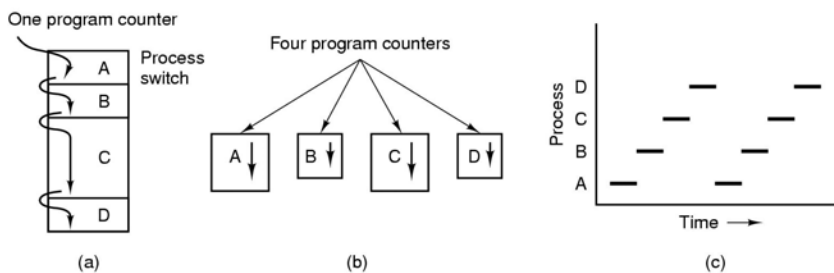 One program counter
Process
switch
A
B
C
D
(a)
Four program counters
A
B
C
D
(b)
Process
D
C
B
A
Time
(c)